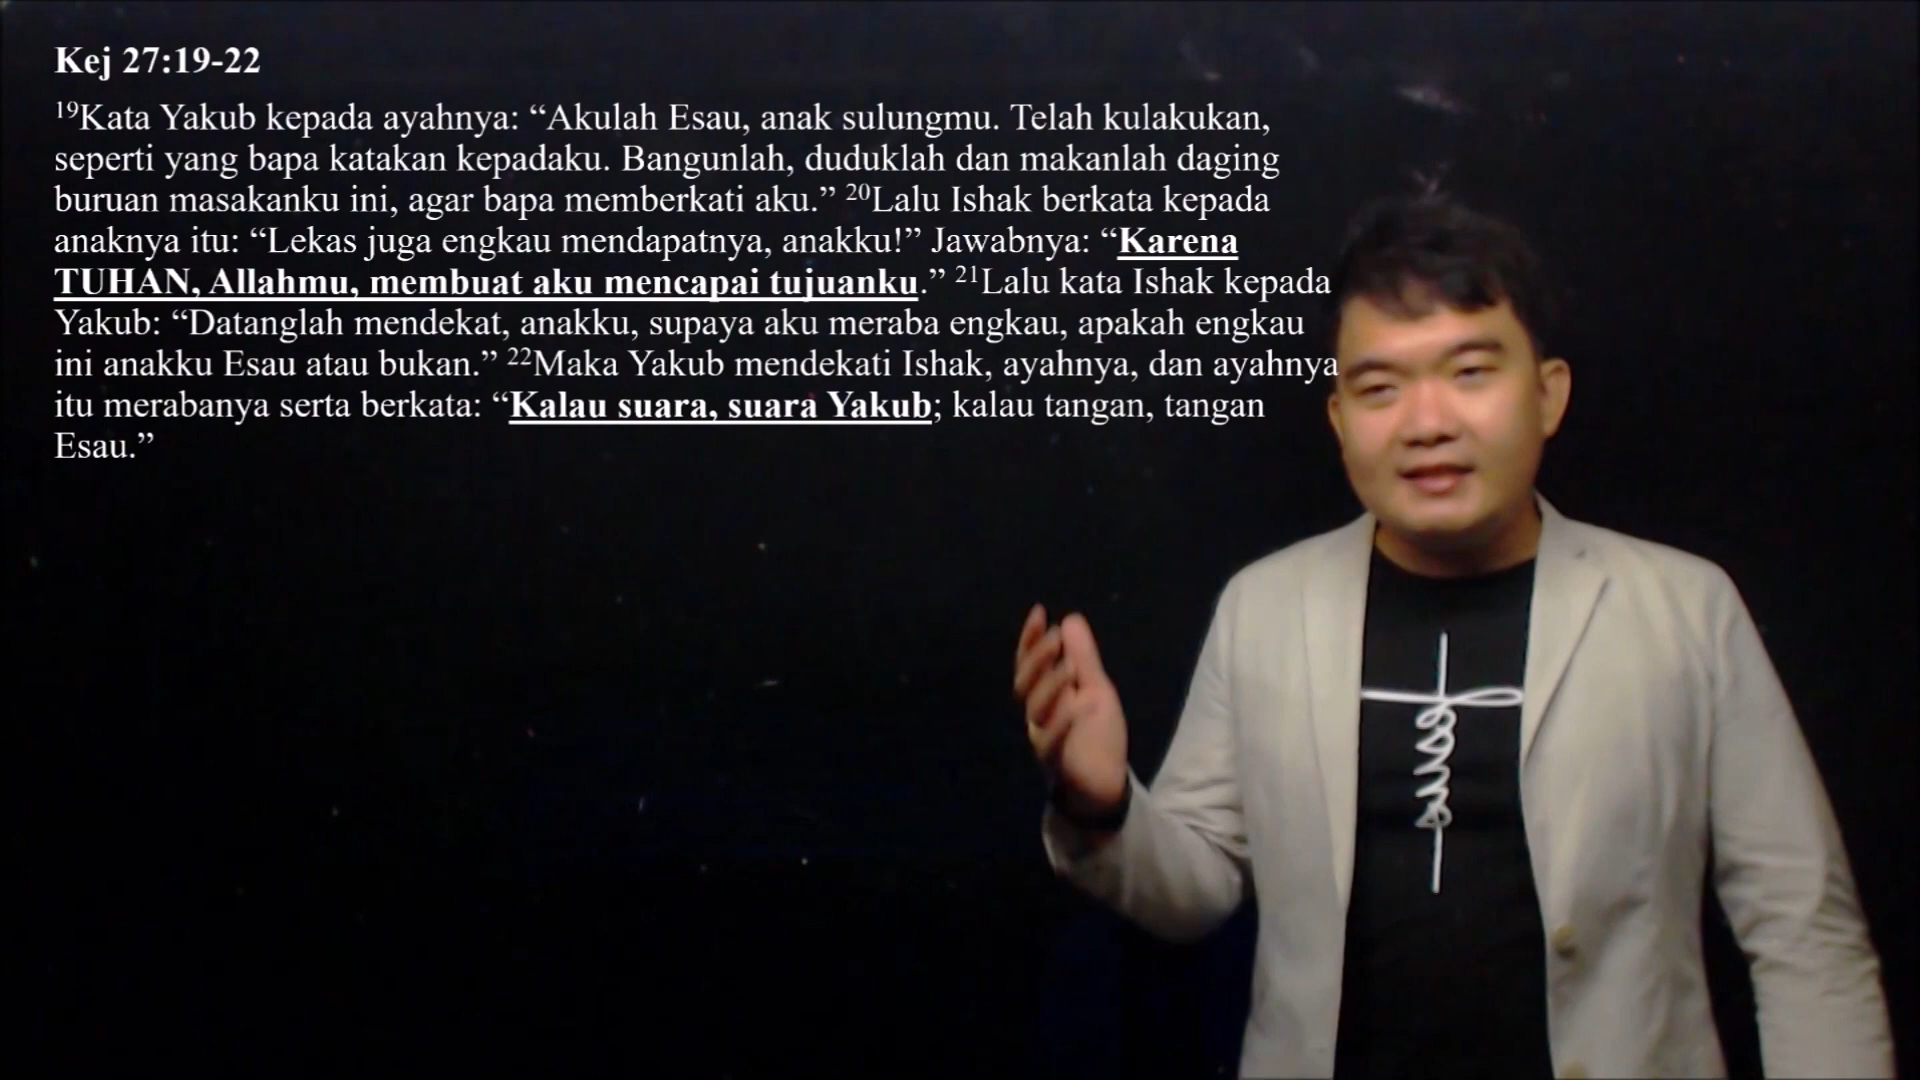 Kej 27:19-22
19Kata Yakub kepada ayahnya: “Akulah Esau, anak sulungmu. Telah kulakukan,
seperti yang bapa katakan kepadaku. Bangunlah, duduklah dan makanlah daging
buruan masakanku ini, agar bapa memberkati aku.” 20Lalu Ishak berkata kepada
anaknya itu: “Lekas juga engkau mendapatnya, anakku!” Jawabnya: “Karena
TUHAN, Allahmu, membuat aku mencapai tujuanku.” 21Lalu kata Ishak kepada
Yakub: “Datanglah mendekat, anakku, supaya aku meraba engkau, apakah engkau
ini anakku Esau atau bukan.” 22Maka Yakub mendekati Ishak, ayahnya, dan ayahnya
itu merabanya serta berkata: “Kalau suara, suara Yakub; kalau tangan, tangan
Esau.”
Jesus